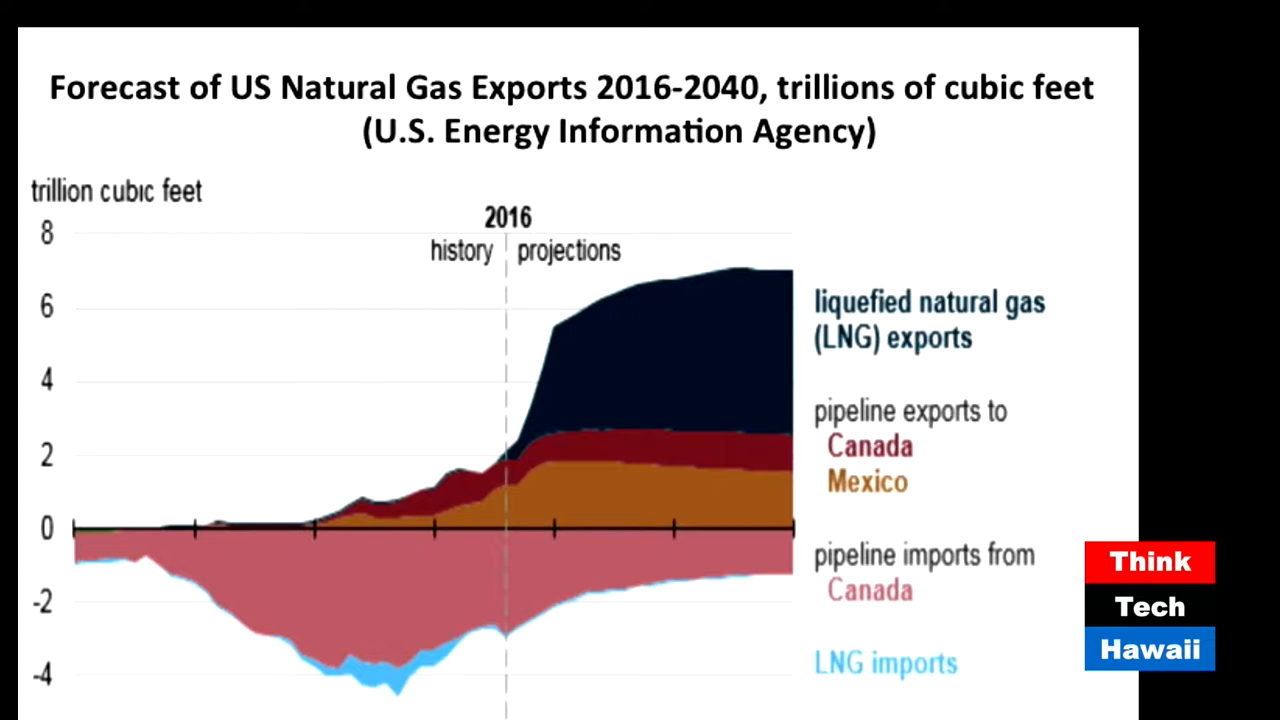 Forecast of US Natural Gas Exports 2016-2040, trillions of cubic feet
(U.S. Energy Information Agency)
trillion cubic feet
2016
history projections
8
6
4
2
0
-2
-4
liquefied natural gas
(LNG) exports
pipeline exports to
Canada
Mexico
pipeline imports from
Canada
LNG imports
Think
Tech
Hawaii